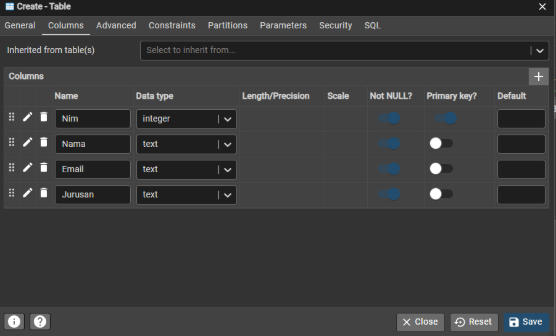 Create - Table
General Columns Advanced Constraints Partitions Parameters Security SQL
Inherited from table(s) Select to inherit from...
Columns
Name Data type Length/Precision Scale Not NULL? Primary key? Default
Nim integer
Nama text
Email text
Jurusan text
Close Reset Save